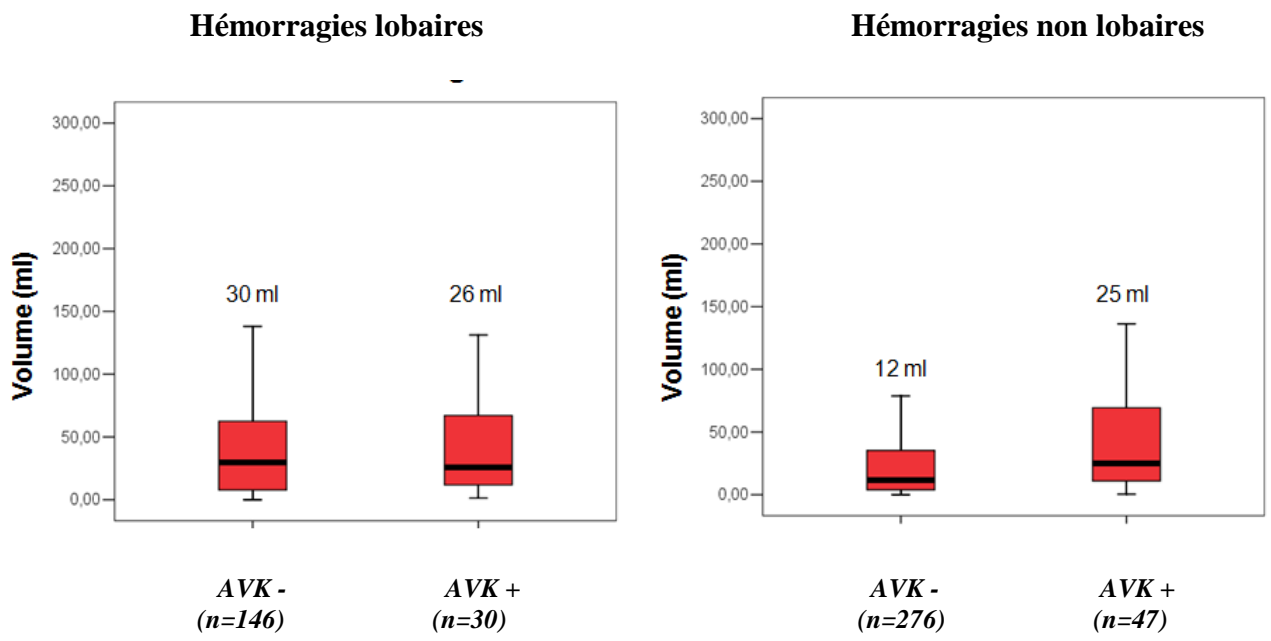 Hémorragies lobaires
300,00
250,00
200,00
150,00
100,00
50,00
0,00
Volume (ml)
30 ml
26 ml
AVK -
(n=146)
AVK +
(n=30)
Hémorragies non lobaires
300,00
250,00
200,00
150,00
100,00
50,00
0,00
Volume (ml)
12 ml
25 ml
AVK -
(n=276)
AVK +
(n=47)